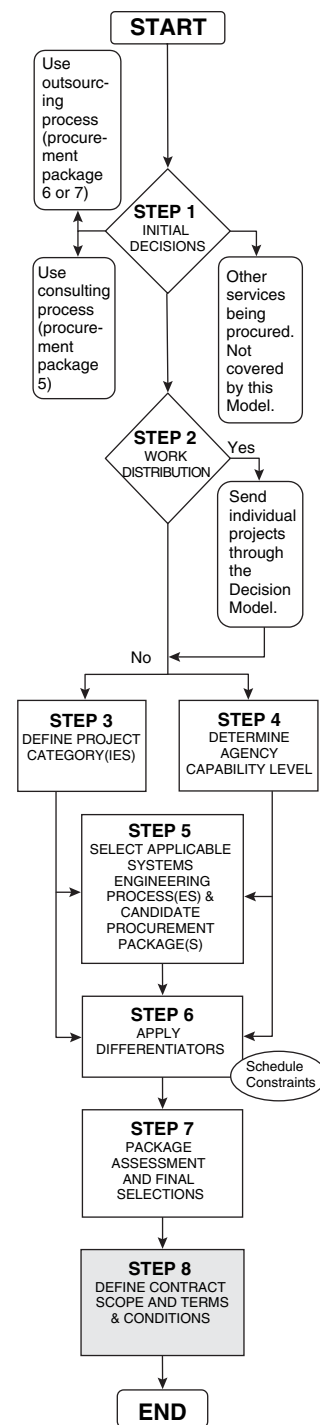 START
Use
outsourc-
ing
process
(procure-
ment
package
6 or 7)
STEP 1
INITIAL
DECISIONS
Use
consulting
process
(procure-
ment
package
5)
Other
services
being
procured.
Not
covered
by this
Model.
STEP 2
WORK
DISTRIBUTION
Yes
Send
individual
projects
through
the
Decision
Model.
No
STEP 3
DEFINE PROJECT
CATEGORY(IES)
STEP 4
DETERMINE
AGENCY
CAPABILITY LEVEL
STEP 5
SELECT APPLICABLE
SYSTEMS
ENGINEERING
PROCESS(ES) &
CANDIDATE
PROCUREMENT
PACKAGE(S)
STEP 6
APPLY
DIFFERENTIATORS
Schedule
Constraints
STEP 7
PACKAGE
ASSESSMENT
AND FINAL
SELECTIONS
STEP 8
DEFINE CONTRACT
SCOPE AND TERMS
& CONDITIONS
END